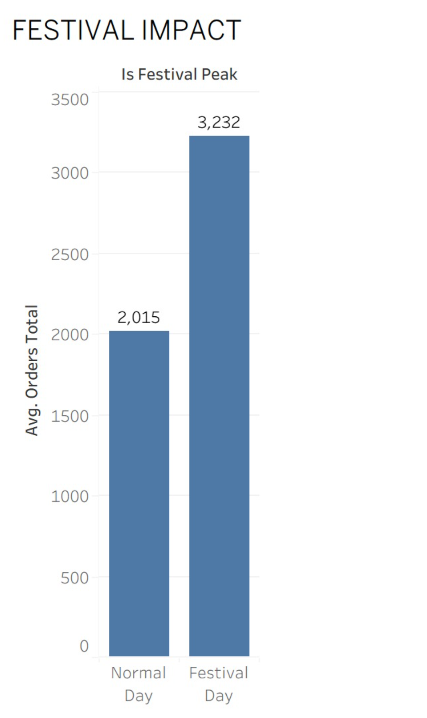 FESTIVAL IMPACT
Is Festival Peak
3500
3,232
3000
2500
2,015
2000
Avg. Orders Total
1500
1000
500
0
Normal Festival
Day Day